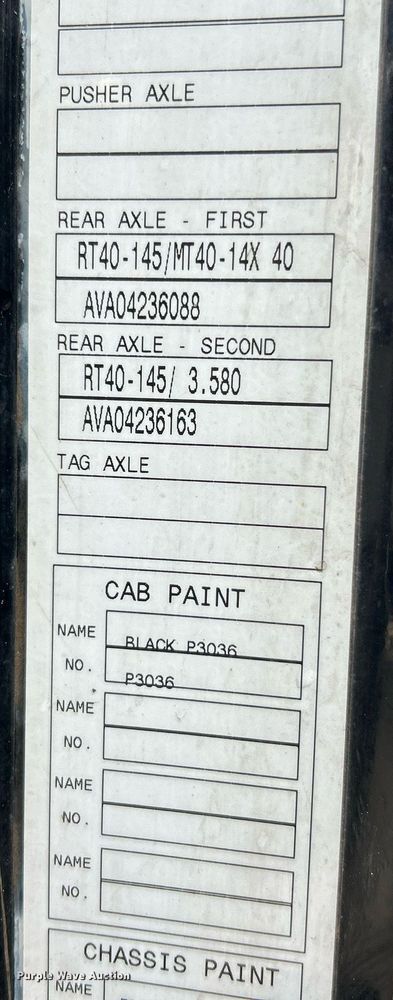 PUSHER AXLE
REAR AXLE - FIRST
RT40-145/MT40-14X 40
AVA04236088
REAR AXLE - SECOND
RT40-145/ 3.580
AVA04236163
TAG AXLE
CAB PAINT
NAME BLACK P3036
NO. P3036
NAME
NO.
NAME
NO.
NAME
NO.
CHASSIS PAINT
NAME
Purple Wave Auction